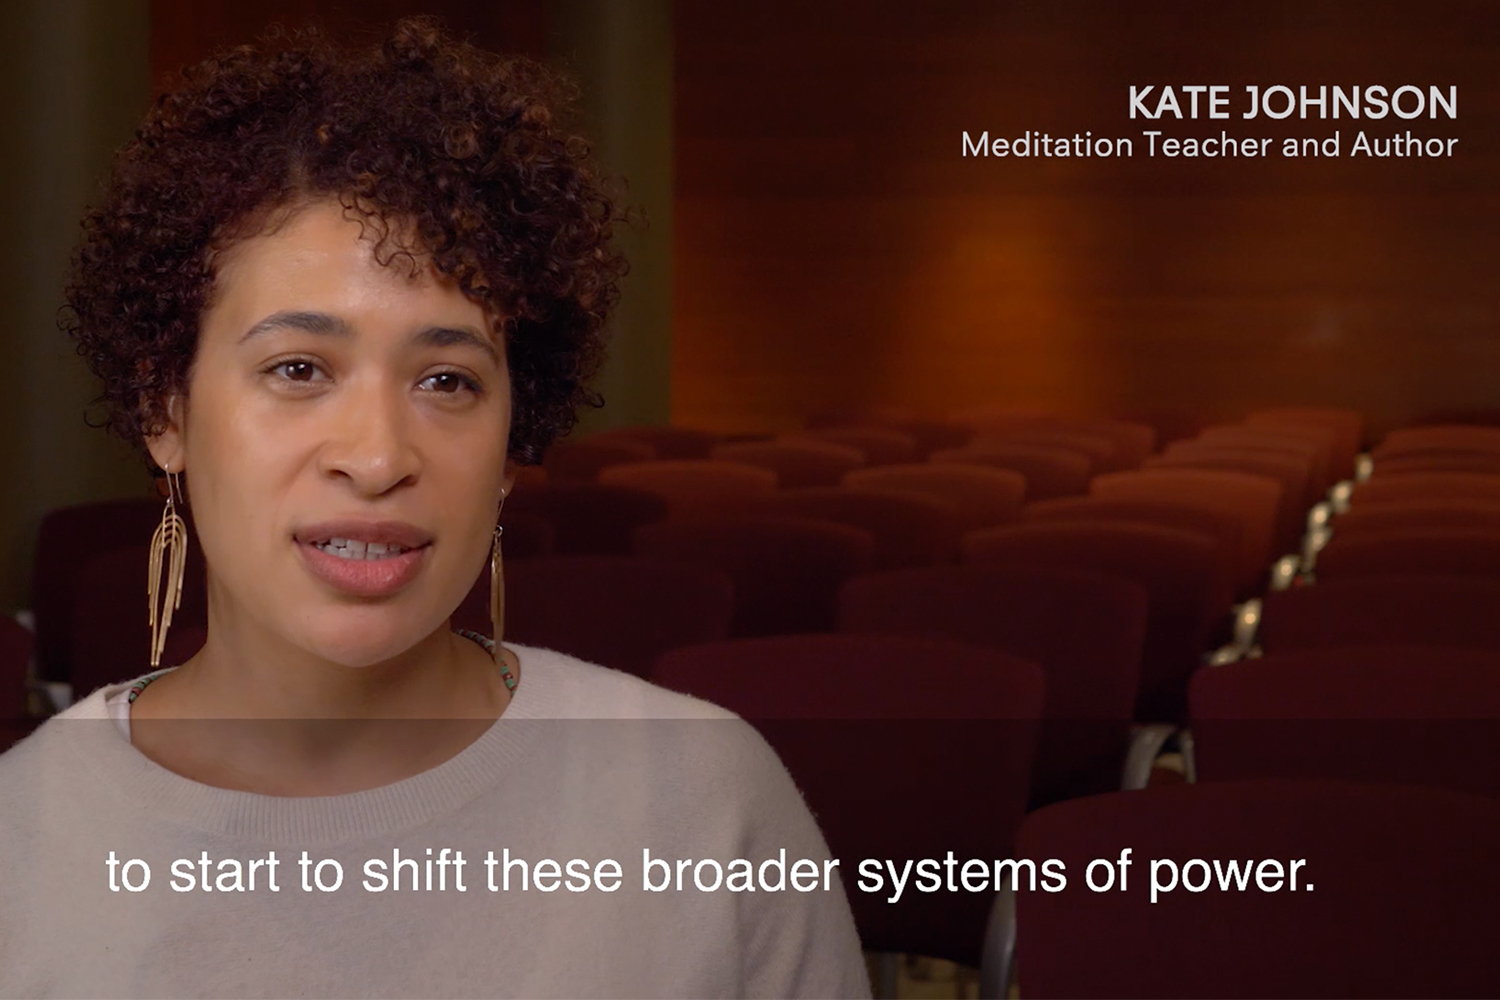 KATE JOHNSON
Meditation Teacher and Author
to start to shift these broader systems of power.